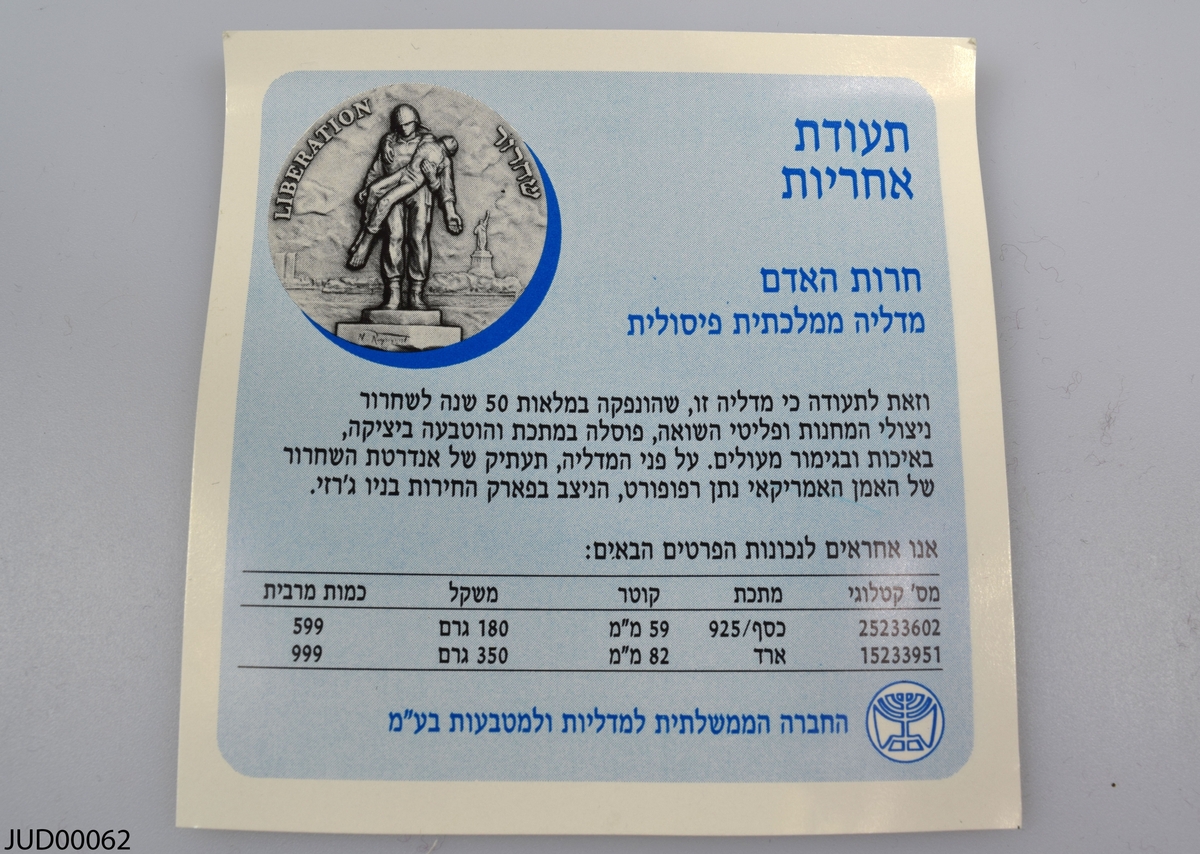 LIBERATION
שחרור
N. Rapoport
תעודת
אחריות
חרות האדם
מדליה ממלכתית פיסולית
וזאת לתעודה כי מדליה זו, שהונפקה במלאות 50 שנה לשחרור
ניצולי המחנות ופליטי השואה, פוסלה במתכת והוטבעה ביציקה,
באיכות ובגימור מעולים. על פני המדליה, תעתיק של אנדרטת השחרור
של האמן האמריקאי נתן רפופורט, הניצב בפארק החירות בניו ג'רזי.
אנו אחראים לנכונות הפרטים הבאים:
מס' קטלוגי מתכת קוטר משקל כמות מרבית
25233602 כסף/925 59 מ"מ 180 גרם 599
15233951 ארד 82 מ"מ 350 גרם 999
החברה הממשלתית למדליות ולמטבעות בע"מ
JUD00062